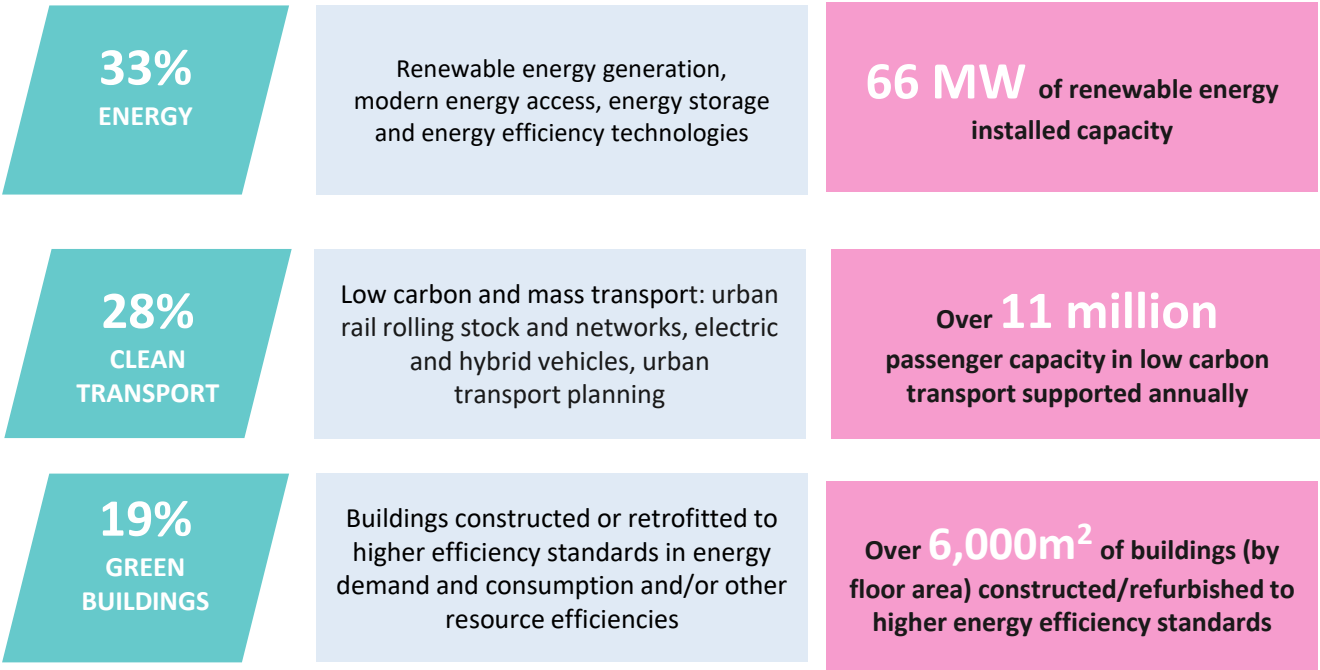 33%
ENERGY
Renewable energy generation,
modern energy access, energy storage
and energy efficiency technologies
66 MW of renewable energy
installed capacity
28%
CLEAN
TRANSPORT
Low carbon and mass transport: urban
rail rolling stock and networks, electric
and hybrid vehicles, urban
transport planning
Over 11 million
passenger capacity in low carbon
transport supported annually
19%
GREEN
BUILDINGS
Buildings constructed or retrofitted to
higher efficiency standards in energy
demand and consumption and/or other
resource efficiencies
Over 6,000m² of buildings (by
floor area) constructed/refurbished to
higher energy efficiency standards